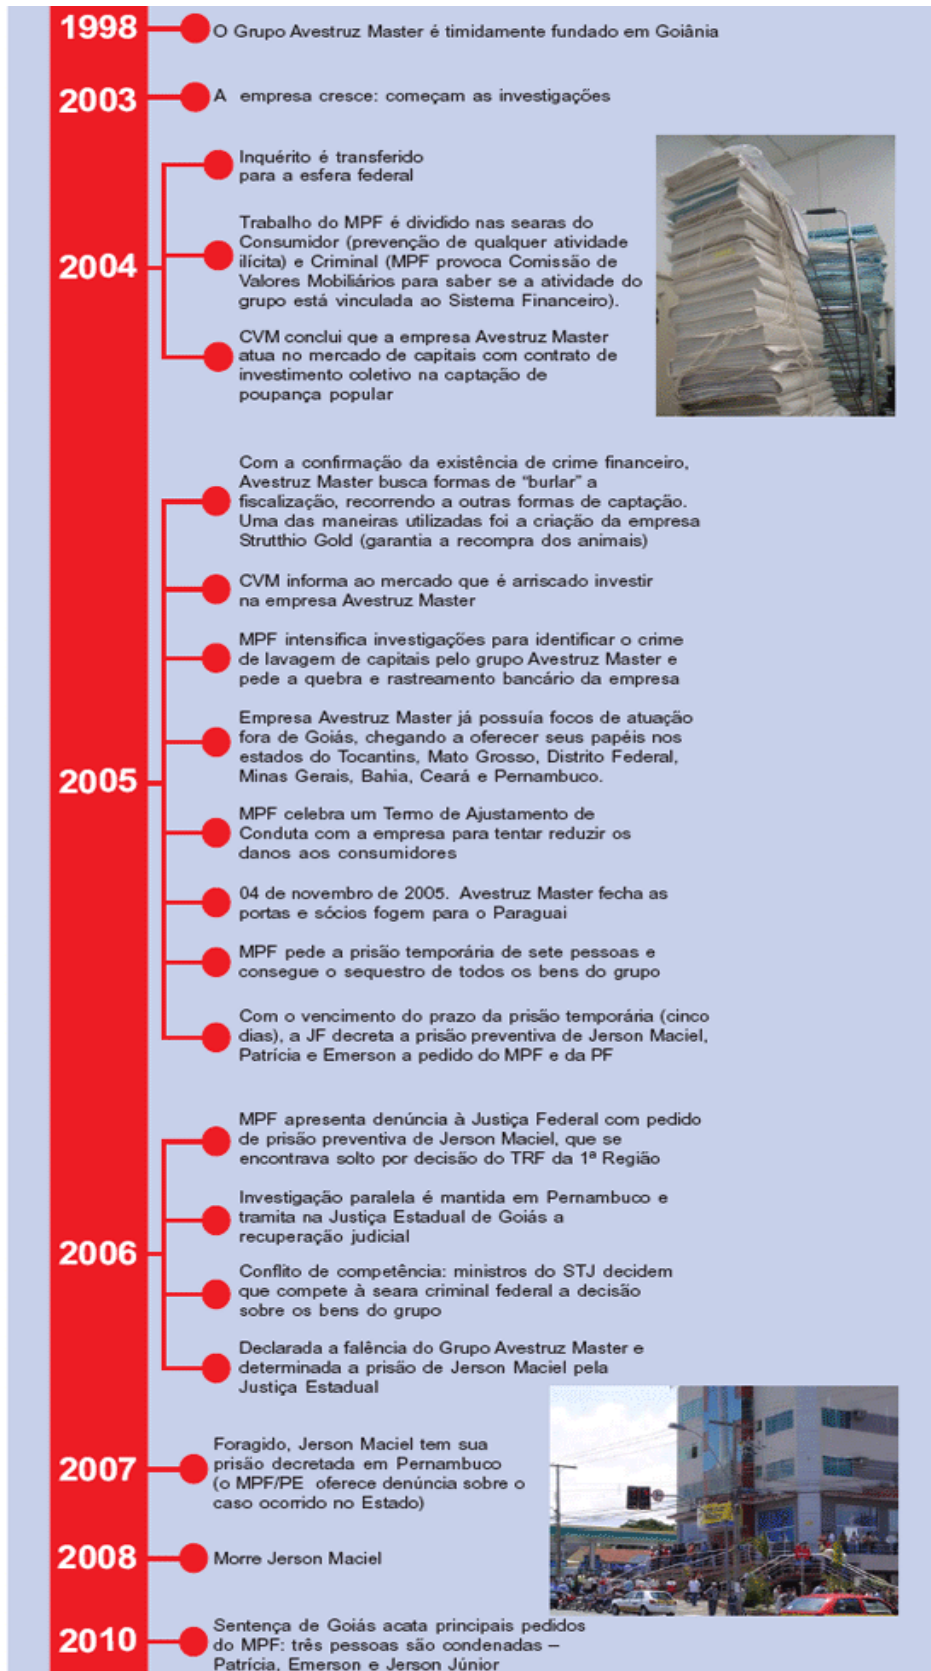 1998
O Grupo Avestruz Master é timidamente fundado em Goiânia
2003
A empresa cresce: começam as investigações
2004
Inquérito é transferido
para a esfera federal
Trabalho do MPF é dividido nas searas do
Consumidor (prevenção de qualquer atividade
ilícita) e Criminal (MPF provoca Comissão de
Valores Mobiliários para saber se a atividade do
grupo está vinculada ao Sistema Financeiro).
CVM conclui que a empresa Avestruz Master
atua no mercado de capitais com contrato de
investimento coletivo na captação de
poupança popular
2005
Com a confirmação da existência de crime financeiro,
Avestruz Master busca formas de “burlar” a
fiscalização, recorrendo a outras formas de captação.
Uma das maneiras utilizadas foi a criação da empresa
Strutthio Gold (garantia a recompra dos animais)
CVM informa ao mercado que é arriscado investir
na empresa Avestruz Master
MPF intensifica investigações para identificar o crime
de lavagem de capitais pelo grupo Avestruz Master e
pede a quebra e rastreamento bancário da empresa
Empresa Avestruz Master já possuía focos de atuação
fora de Goiás, chegando a oferecer seus papéis nos
estados do Tocantins, Mato Grosso, Distrito Federal,
Minas Gerais, Bahia, Ceará e Pernambuco.
MPF celebra um Termo de Ajustamento de
Conduta com a empresa para tentar reduzir os
danos aos consumidores
04 de novembro de 2005. Avestruz Master fecha as
portas e sócios fogem para o Paraguai
MPF pede a prisão temporária de sete pessoas e
consegue o sequestro de todos os bens do grupo
Com o vencimento do prazo da prisão temporária (cinco
dias), a JF decreta a prisão preventiva de Jerson Maciel,
Patrícia e Emerson a pedido do MPF e da PF
2006
MPF apresenta denúncia à Justiça Federal com pedido
de prisão preventiva de Jerson Maciel, que se
encontrava solto por decisão do TRF da 1ª Região
Investigação paralela é mantida em Pernambuco e
tramita na Justiça Estadual de Goiás a
recuperação judicial
Conflito de competência: ministros do STJ decidem
que compete à seara criminal federal a decisão
sobre os bens do grupo
Declarada a falência do Grupo Avestruz Master e
determinada a prisão de Jerson Maciel pela
Justiça Estadual
2007
Foragido, Jerson Maciel tem sua
prisão decretada em Pernambuco
(o MPF/PE oferece denúncia sobre o
caso ocorrido no Estado)
2008
Morre Jerson Maciel
2010
Sentença de Goiás acata principais pedidos
do MPF: três pessoas são condenadas –
Patrícia, Emerson e Jerson Júnior